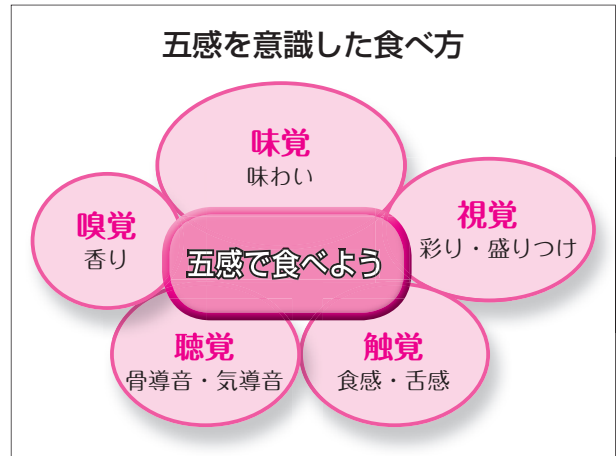 五感を意識した食べ方
味覚
味わい
視覚
彩り・盛りつけ
嗅覚
香り
五感で食べよう
聴覚
骨導音・気導音
触覚
食感・舌感